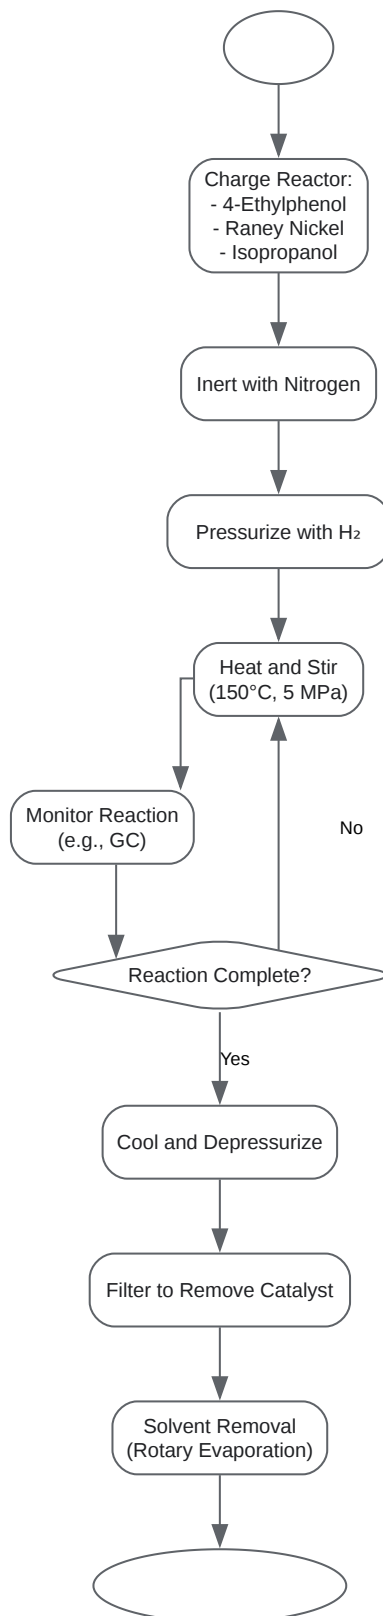 Charge Reactor:
- 4-Ethylphenol
- Raney Nickel
- Isopropanol
Inert with Nitrogen
Pressurize with H₂
Heat and Stir
(150°C, 5 MPa)
Monitor Reaction
(e.g., GC)
No
Reaction Complete?
Yes
Cool and Depressurize
Filter to Remove Catalyst
Solvent Removal
(Rotary Evaporation)